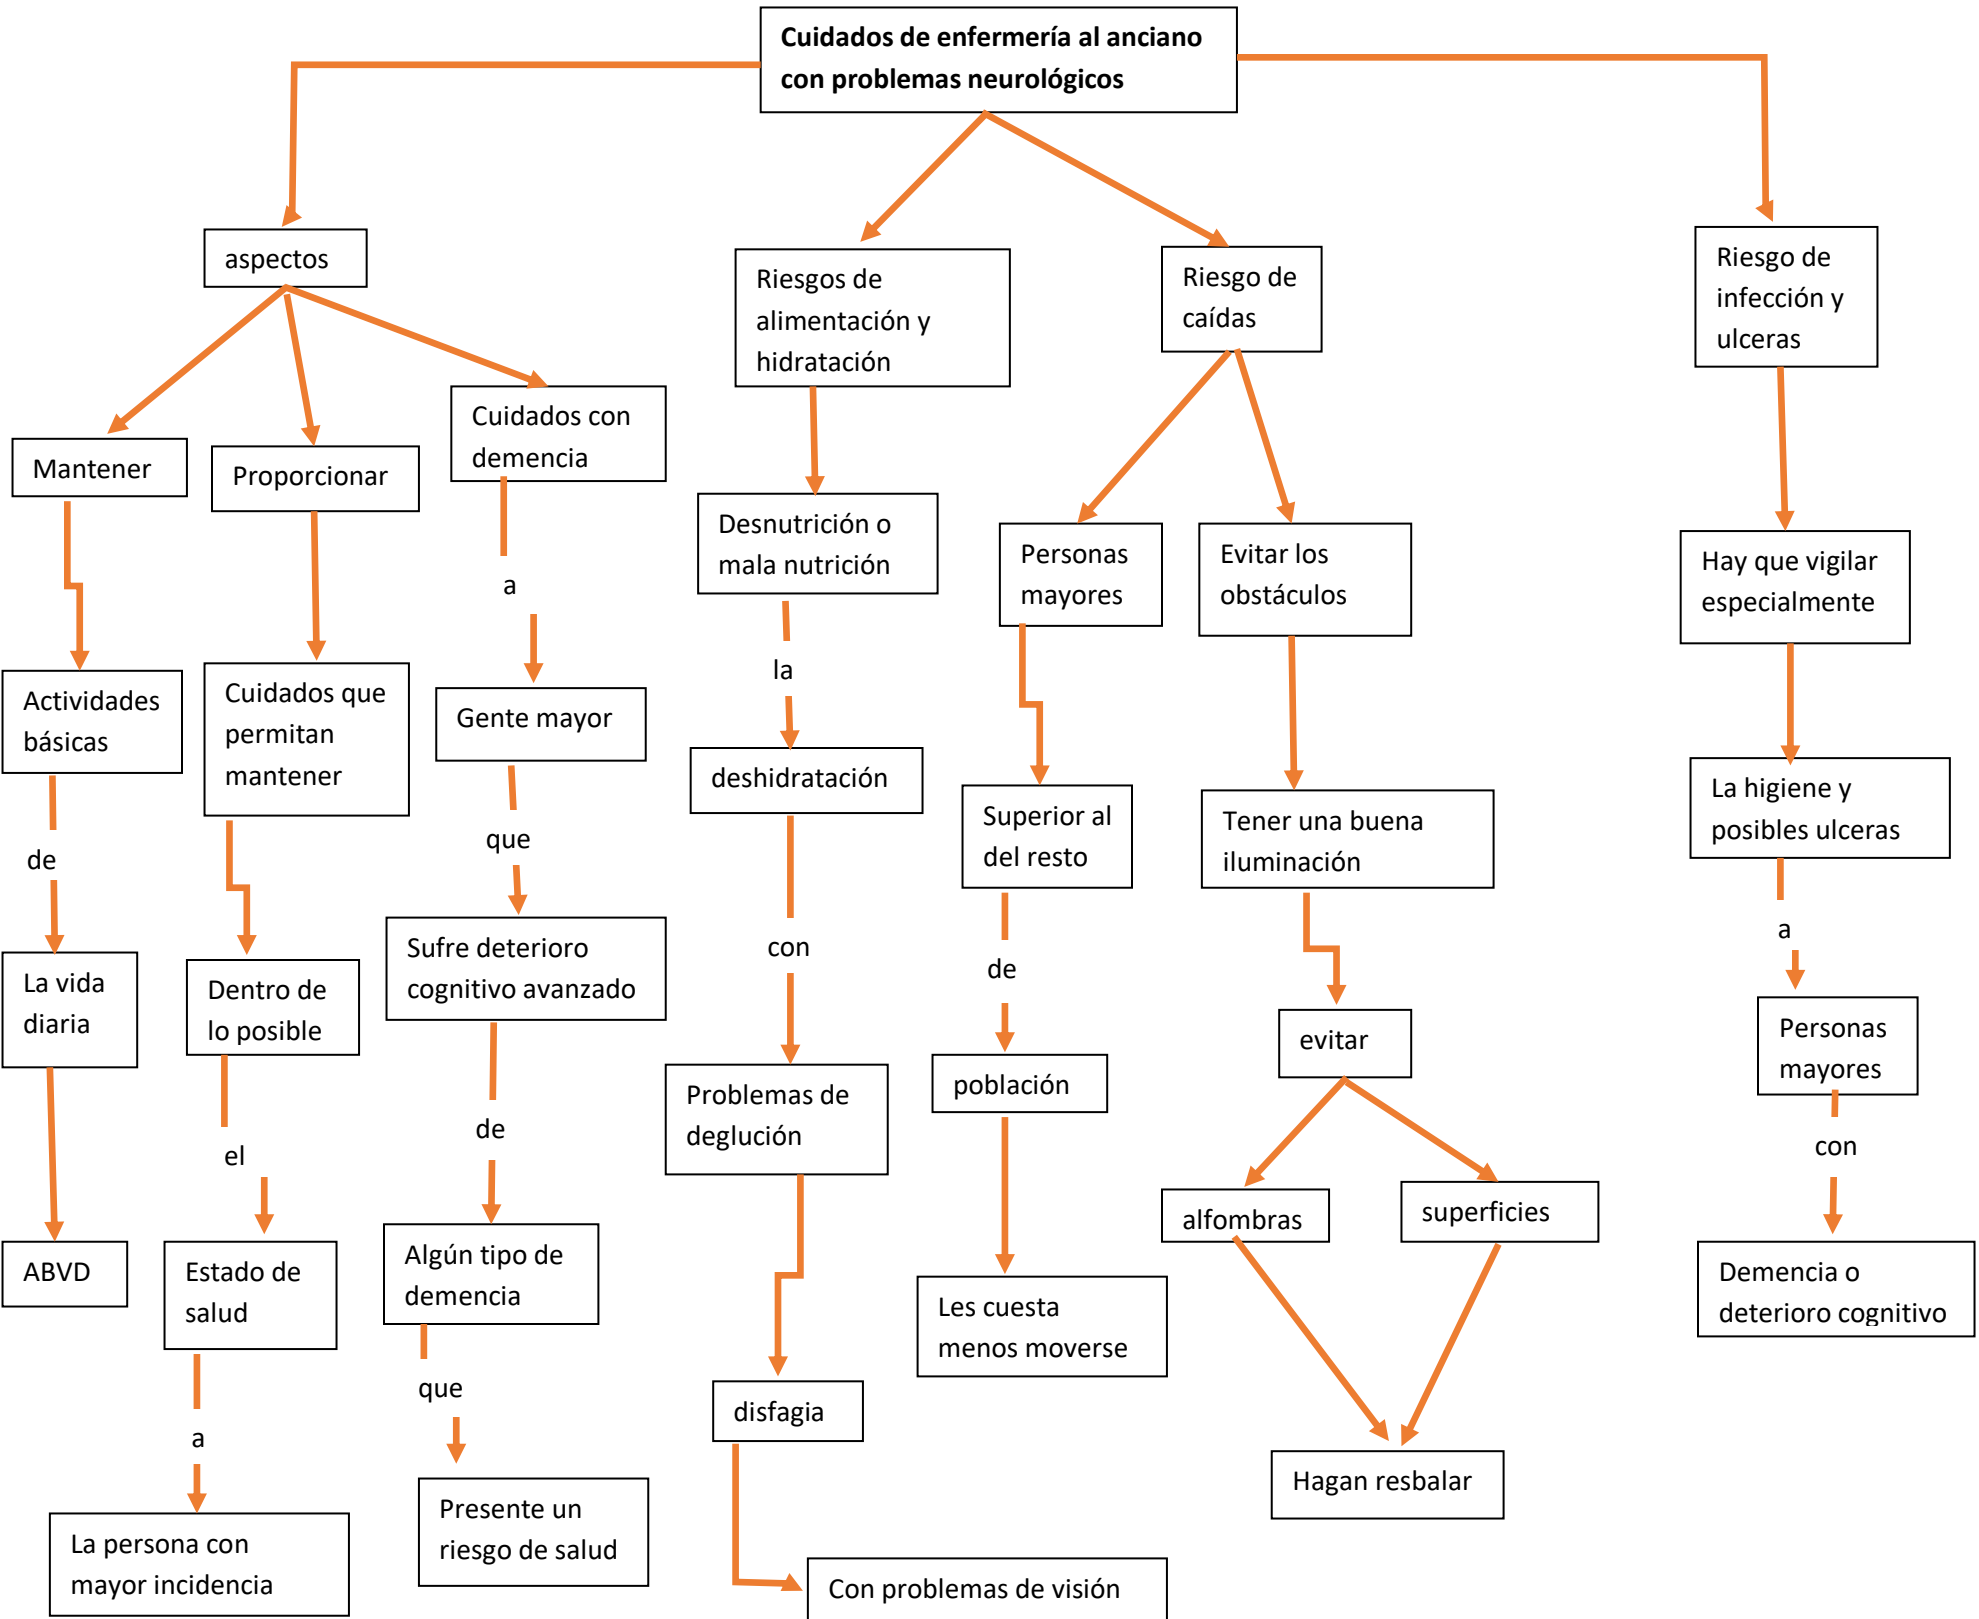 Cuidados de enfermería al anciano
con problemas neurológicos
aspectos
Mantener
Actividades
básicas
de
La vida
diaria
ABVD
Proporcionar
Cuidados que
permitan
mantener
Dentro de
lo posible
el
Estado de
salud
a
La persona con
mayor incidencia
Cuidados con
demencia
a
Gente mayor
que
Sufre deterioro
cognitivo avanzado
de
Algún tipo de
demencia
que
Presente un
riesgo de salud
Riesgos de
alimentación y
hidratación
Desnutrición o
mala nutrición
la
deshidratación
con
Problemas de
deglución
disfagia
Con problemas de visión
Riesgo de
caídas
Personas
mayores
Superior al
del resto
de
población
Les cuesta
menos moverse
Evitar los
obstáculos
Tener una buena
iluminación
evitar
alfombras
superficies
Hagan resbalar
Riesgo de
infección y
ulceras
Hay que vigilar
especialmente
La higiene y
posibles ulceras
a
Personas
mayores
con
Demencia o
deterioro cognitivo